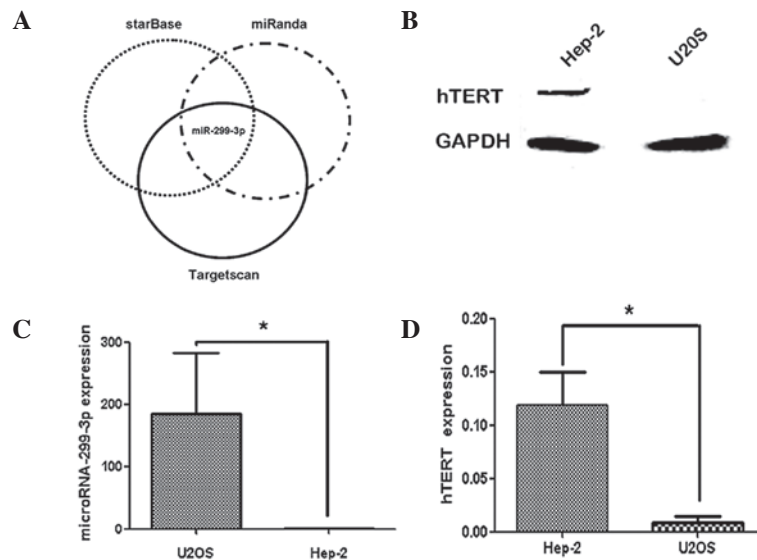 A
starBase
miRanda
miR-299-3p
Targetscan
B
Hep-2
U20S
hTERT
GAPDH
C
microRNA-299-3p expression
300
200
100
0
*
U2OS
Hep-2
D
hTERT expression
0.20
0.15
0.10
0.05
0.00
*
Hep-2
U2OS